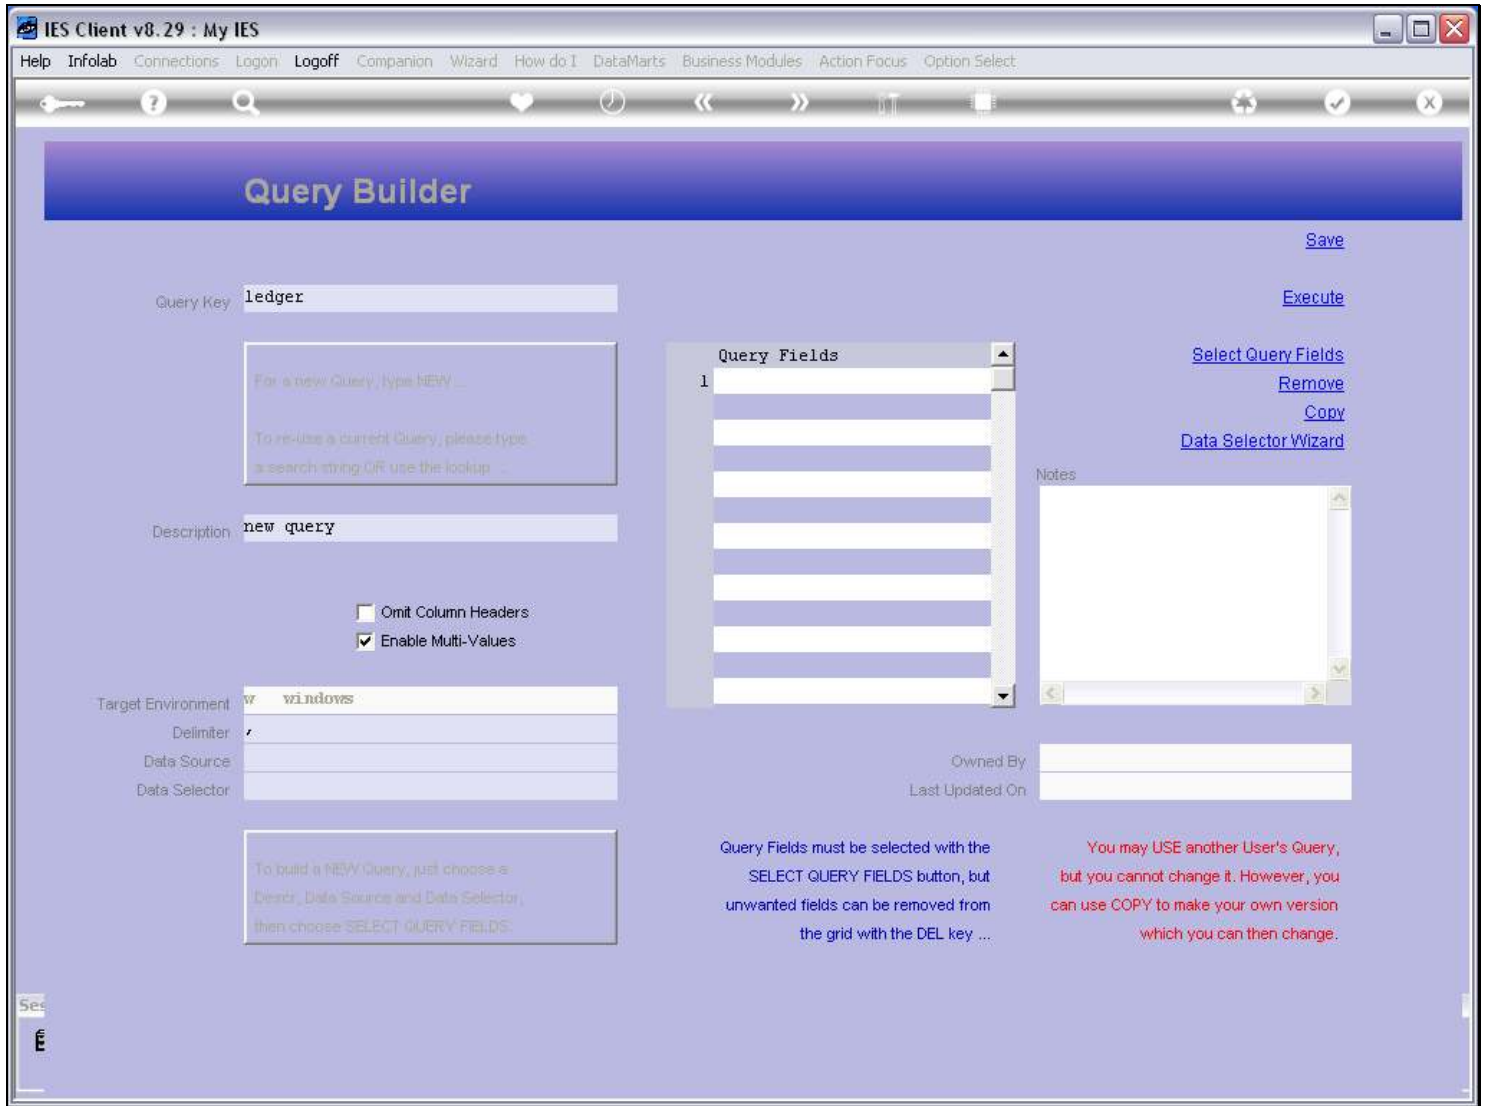 IES Client v8.29 : My IES
Help Infolab Connections Logon Logoff Companion Wizard How do I DataMarts Business Modules Action Focus Option Select
Query Builder
Save
Query Key ledger
Execute
For a new Query, type NEW ...
To re-use a current Query, please type
a search string OR use the lookup ...
Query Fields
1
Select Query Fields
Remove
Copy
Data Selector Wizard
Notes
Description new query
Omit Column Headers
Enable Multi-Values
Target Environment w windows
Delimiter ,
Data Source
Data Selector
Owned By
Last Updated On
To build a NEW Query, just choose a
Descr, Data Source and Data Selector,
then choose SELECT QUERY FIELDS.
Query Fields must be selected with the
SELECT QUERY FIELDS button, but
unwanted fields can be removed from
the grid with the DEL key ...
You may USE another User's Query,
but you cannot change it. However, you
can use COPY to make your own version
which you can then change.
Ses